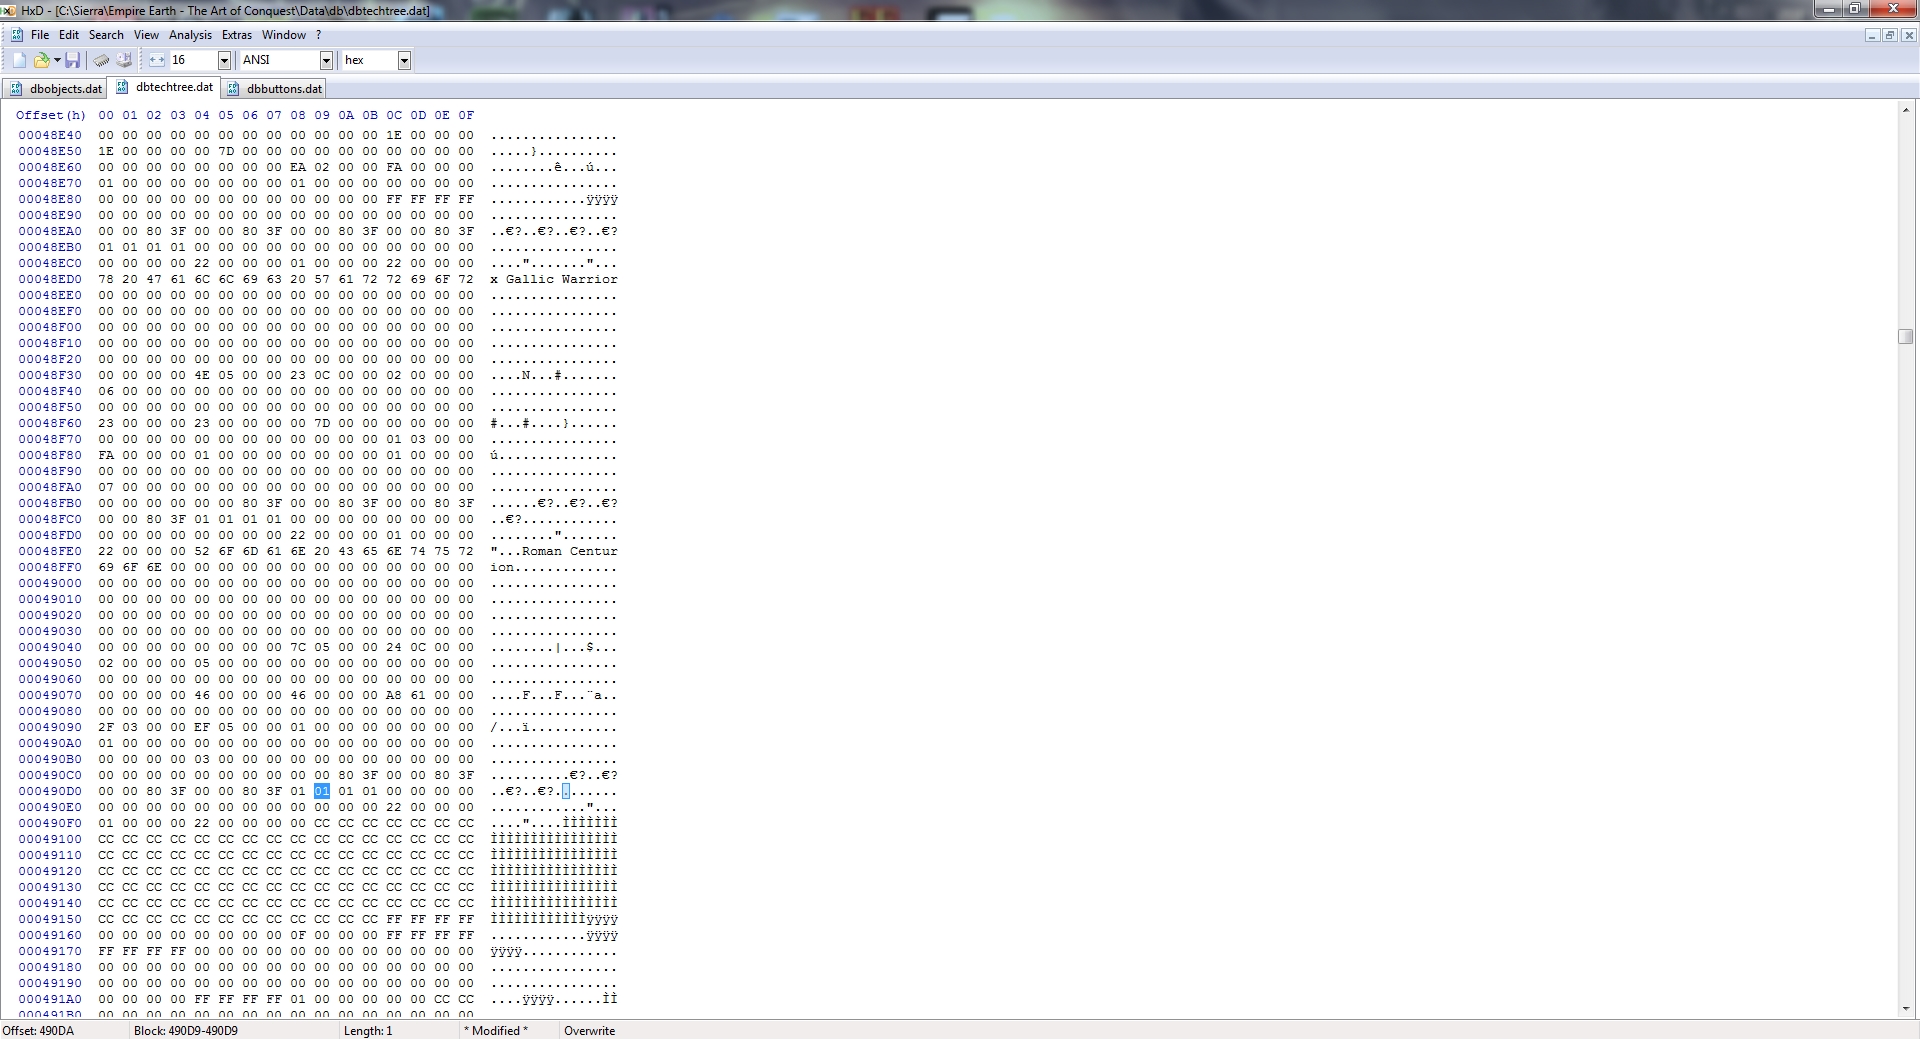 HxD - [C:\Sierra\Empire Earth - The Art of Conquest\Data\db\dbtechtree.dat]
File Edit Search View Analysis Extras Window ?
16 ANSI hex
dbobjects.dat dbtechtree.dat dbbuttons.dat
Offset(h) 00 01 02 03 04 05 06 07 08 09 0A 0B 0C 0D 0E 0F
00048E40 00 00 00 00 00 00 00 00 00 00 00 00 1E 00 00 00 ................
00048E50 1E 00 00 00 00 7D 00 00 00 00 00 00 00 00 00 00 .....}..........
00048E60 00 00 00 00 00 00 00 00 EA 02 00 00 FA 00 00 00 ........ê...ú...
00048E70 01 00 00 00 00 00 00 00 01 00 00 00 00 00 00 00 ................
00048E80 00 00 00 00 00 00 00 00 00 00 00 00 FF FF FF FF ............ÿÿÿÿ
00048E90 00 00 00 00 00 00 00 00 00 00 00 00 00 00 00 00 ................
00048EA0 00 00 80 3F 00 00 80 3F 00 00 80 3F 00 00 80 3F ..€?..€?..€?..€?
00048EB0 01 01 01 01 00 00 00 00 00 00 00 00 00 00 00 00 ................
00048EC0 00 00 00 00 22 00 00 00 01 00 00 00 22 00 00 00 ...."......."...
00048ED0 78 20 47 61 6C 6C 69 63 20 57 61 72 72 69 6F 72 x Gallic Warrior
00048EE0 00 00 00 00 00 00 00 00 00 00 00 00 00 00 00 00 ................
00048EF0 00 00 00 00 00 00 00 00 00 00 00 00 00 00 00 00 ................
00048F00 00 00 00 00 00 00 00 00 00 00 00 00 00 00 00 00 ................
00048F10 00 00 00 00 00 00 00 00 00 00 00 00 00 00 00 00 ................
00048F20 00 00 00 00 00 00 00 00 00 00 00 00 00 00 00 00 ................
00048F30 00 00 00 00 4E 05 00 00 23 0C 00 00 02 00 00 00 ....N...#.......
00048F40 06 00 00 00 00 00 00 00 00 00 00 00 00 00 00 00 ................
00048F50 00 00 00 00 00 00 00 00 00 00 00 00 00 00 00 00 ................
00048F60 23 00 00 00 23 00 00 00 00 7D 00 00 00 00 00 00 #...#....}......
00048F70 00 00 00 00 00 00 00 00 00 00 00 00 01 03 00 00 ................
00048F80 FA 00 00 00 01 00 00 00 00 00 00 00 01 00 00 00 ú...............
00048F90 00 00 00 00 00 00 00 00 00 00 00 00 00 00 00 00 ................
00048FA0 07 00 00 00 00 00 00 00 00 00 00 00 00 00 00 00 ................
00048FB0 00 00 00 00 00 00 80 3F 00 00 80 3F 00 00 80 3F ......€?..€?..€?
00048FC0 00 00 80 3F 01 01 01 01 00 00 00 00 00 00 00 00 ..€?............
00048FD0 00 00 00 00 00 00 00 00 22 00 00 00 01 00 00 00 ........".......
00048FE0 22 00 00 00 52 6F 6D 61 6E 20 43 65 6E 74 75 72 "...Roman Centur
00048FF0 69 6F 6E 00 00 00 00 00 00 00 00 00 00 00 00 00 ion.............
00049000 00 00 00 00 00 00 00 00 00 00 00 00 00 00 00 00 ................
00049010 00 00 00 00 00 00 00 00 00 00 00 00 00 00 00 00 ................
00049020 00 00 00 00 00 00 00 00 00 00 00 00 00 00 00 00 ................
00049030 00 00 00 00 00 00 00 00 00 00 00 00 00 00 00 00 ................
00049040 00 00 00 00 00 00 00 00 7C 05 00 00 24 0C 00 00 ........|...$...
00049050 02 00 00 00 05 00 00 00 00 00 00 00 00 00 00 00 ................
00049060 00 00 00 00 00 00 00 00 00 00 00 00 00 00 00 00 ................
00049070 00 00 00 00 46 00 00 00 46 00 00 00 A8 61 00 00 ....F...F...¨a..
00049080 00 00 00 00 00 00 00 00 00 00 00 00 00 00 00 00 ................
00049090 2F 03 00 00 EF 05 00 00 01 00 00 00 00 00 00 00 /...ï...........
000490A0 01 00 00 00 00 00 00 00 00 00 00 00 00 00 00 00 ................
000490B0 00 00 00 00 03 00 00 00 00 00 00 00 00 00 00 00 ................
000490C0 00 00 00 00 00 00 00 00 00 00 80 3F 00 00 80 3F ..........€?..€?
000490D0 00 00 80 3F 00 00 80 3F 01 01 01 01 00 00 00 00 ..€?..€?........
000490E0 00 00 00 00 00 00 00 00 00 00 00 00 22 00 00 00 ............"...
000490F0 01 00 00 00 22 00 00 00 00 CC CC CC CC CC CC CC ...."....ÌÌÌÌÌÌÌ
00049100 CC CC CC CC CC CC CC CC CC CC CC CC CC CC CC CC ÌÌÌÌÌÌÌÌÌÌÌÌÌÌÌÌ
00049110 CC CC CC CC CC CC CC CC CC CC CC CC CC CC CC CC ÌÌÌÌÌÌÌÌÌÌÌÌÌÌÌÌ
00049120 CC CC CC CC CC CC CC CC CC CC CC CC CC CC CC CC ÌÌÌÌÌÌÌÌÌÌÌÌÌÌÌÌ
00049130 CC CC CC CC CC CC CC CC CC CC CC CC CC CC CC CC ÌÌÌÌÌÌÌÌÌÌÌÌÌÌÌÌ
00049140 CC CC CC CC CC CC CC CC CC CC CC CC CC CC CC CC ÌÌÌÌÌÌÌÌÌÌÌÌÌÌÌÌ
00049150 CC CC CC CC CC CC CC CC CC CC CC CC FF FF FF FF ÌÌÌÌÌÌÌÌÌÌÌÌÿÿÿÿ
00049160 00 00 00 00 00 00 00 00 0F 00 00 00 FF FF FF FF ............ÿÿÿÿ
00049170 FF FF FF FF 00 00 00 00 00 00 00 00 00 00 00 00 ÿÿÿÿ............
00049180 00 00 00 00 00 00 00 00 00 00 00 00 00 00 00 00 ................
00049190 00 00 00 00 00 00 00 00 00 00 00 00 00 00 00 00 ................
000491A0 00 00 00 00 FF FF FF FF 01 00 00 00 00 00 CC CC ....ÿÿÿÿ......ÌÌ
000491B0 00 00 00 00 00 00 00 00 00 00 00 00 00 00 00 00 ................
Offset: 490DA Block: 490D9-490D9 Length: 1 * Modified * Overwrite